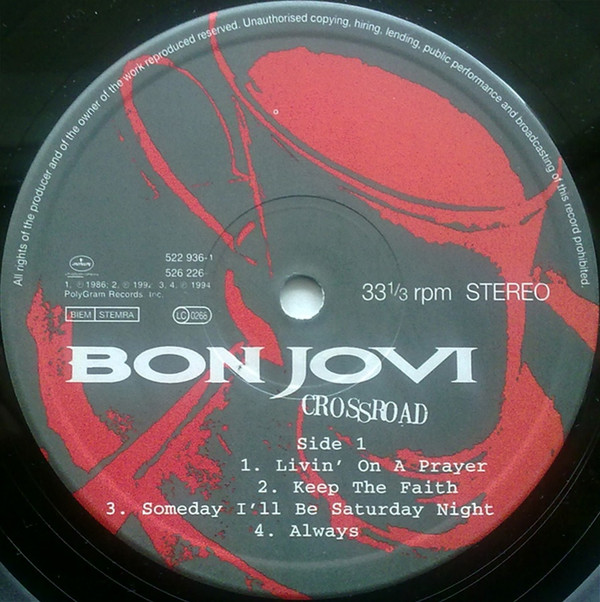 All rights of the producer and of the owner of the work reproduced reserved. Unauthorised copying, hiring, lending, public performance and broadcasting of this record prohibited.
522 936-1
526 226
1. ℗ 1986; 2. ℗ 1992 3. 4. ℗ 1994
PolyGram Records Inc.
BIEM STEMRA
LC 0268
33 1/3 rpm STEREO
BON JOVI
CROSSROAD
Side 1
1. Livin' On A Prayer
2. Keep The Faith
3. Someday I'll Be Saturday Night
4. Always